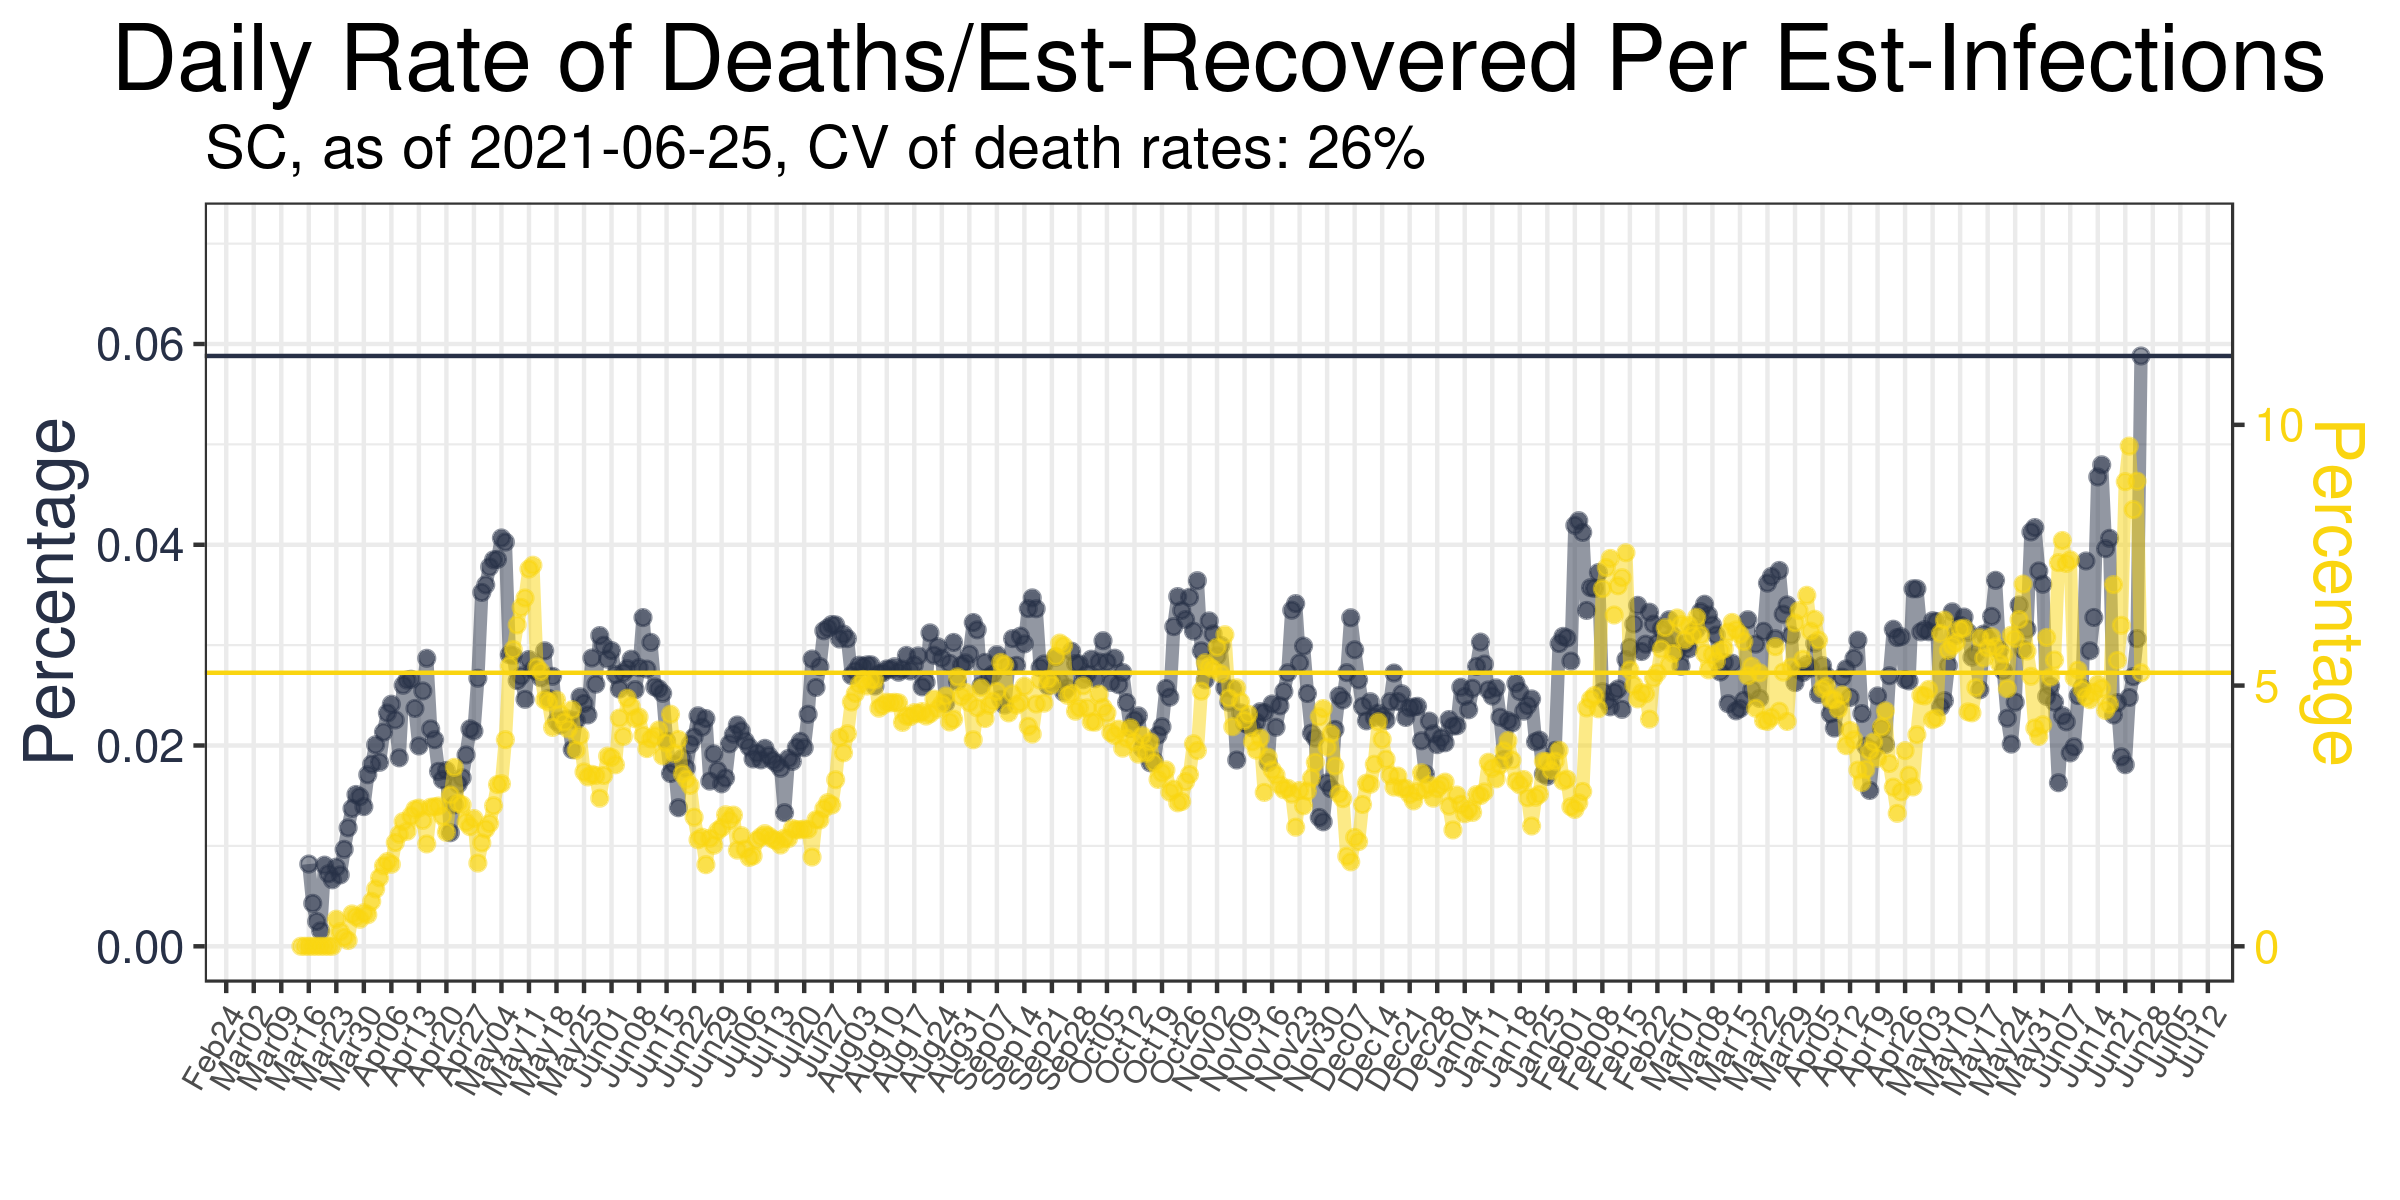 Daily Rate of Deaths/Est-Recovered Per Est-Infections
SC, as of 2021-06-25, CV of death rates: 26%
Percentage
0.06
0.04
0.02
0.00
10
5
0
Percentage
Feb24
Mar02
Mar09
Mar16
Mar23
Mar30
Apr06
Apr13
Apr20
Apr27
May04
May11
May18
May25
Jun01
Jun08
Jun15
Jun22
Jun29
Jul06
Jul13
Jul20
Jul27
Aug03
Aug10
Aug17
Aug24
Aug31
Sep07
Sep14
Sep21
Sep28
Oct05
Oct12
Oct19
Oct26
Nov02
Nov09
Nov16
Nov23
Nov30
Dec07
Dec14
Dec21
Dec28
Jan04
Jan11
Jan18
Jan25
Feb01
Feb08
Feb15
Feb22
Mar01
Mar08
Mar15
Mar22
Mar29
Apr05
Apr12
Apr19
Apr26
May03
May10
May17
May24
May31
Jun07
Jun14
Jun21
Jun28
Jul05
Jul12